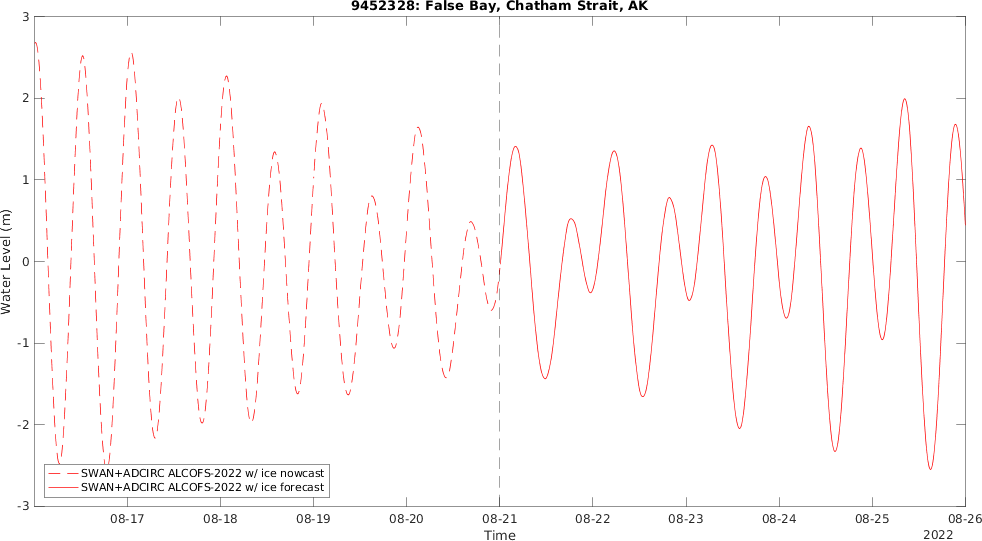 9452328: False Bay, Chatham Strait, AK
3
2
1
0
-1
-2
-3
Water Level (m)
SWAN+ADCIRC ALCOFS-2022 w/ ice nowcast
SWAN+ADCIRC ALCOFS-2022 w/ ice forecast
08-17 08-18 08-19 08-20 08-21 08-22 08-23 08-24 08-25 08-26
Time
2022